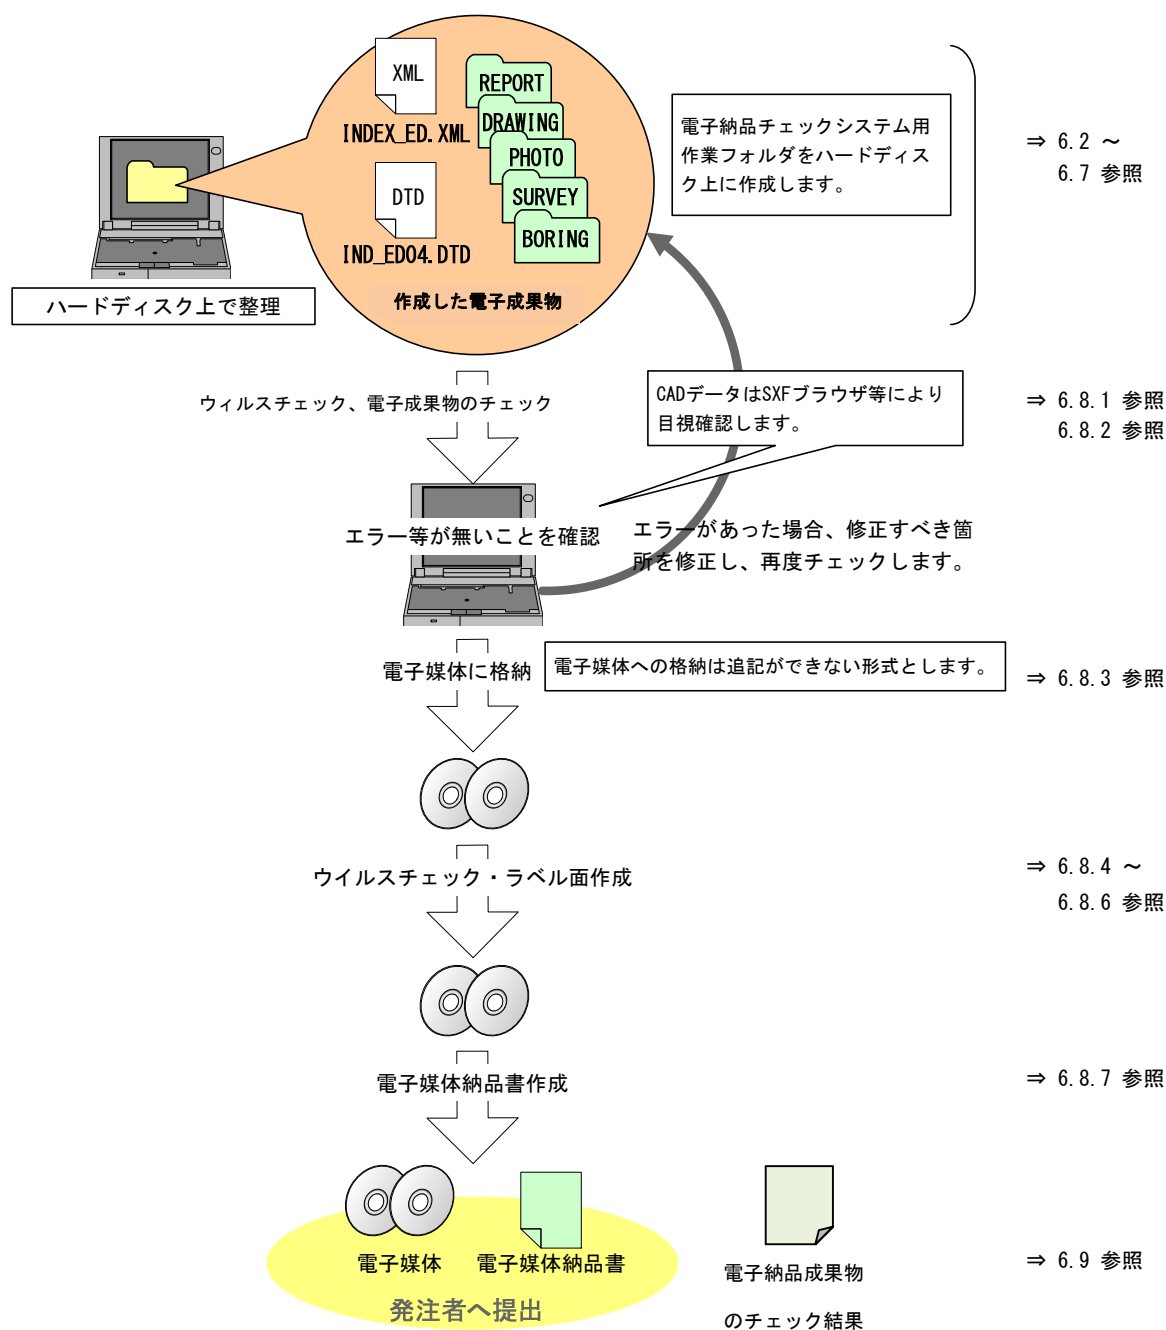 XML
INDEX_ED.XML
DTD
IND_ED04.DTD
REPORT
DRAWING
PHOTO
SURVEY
BORING
作成した電子成果物
ハードディスク上で整理
電子納品チェックシステム用
作業フォルダをハードディス
ク上に作成します。
⇒ 6.2 ～
6.7 参照
ウィルスチェック、電子成果物のチェック
CADデータはSXFブラウザ等により
目視確認します。
⇒ 6.8.1 参照
6.8.2 参照
エラー等が無いことを確認
エラーがあった場合、修正すべき箇
所を修正し、再度チェックします。
電子媒体に格納
電子媒体への格納は追記ができない形式とします。
⇒ 6.8.3 参照
ウイルスチェック・ラベル面作成
⇒ 6.8.4 ～
6.8.6 参照
電子媒体納品書作成
⇒ 6.8.7 参照
電子媒体
電子媒体納品書
発注者へ提出
電子納品成果物
のチェック結果
⇒ 6.9 参照